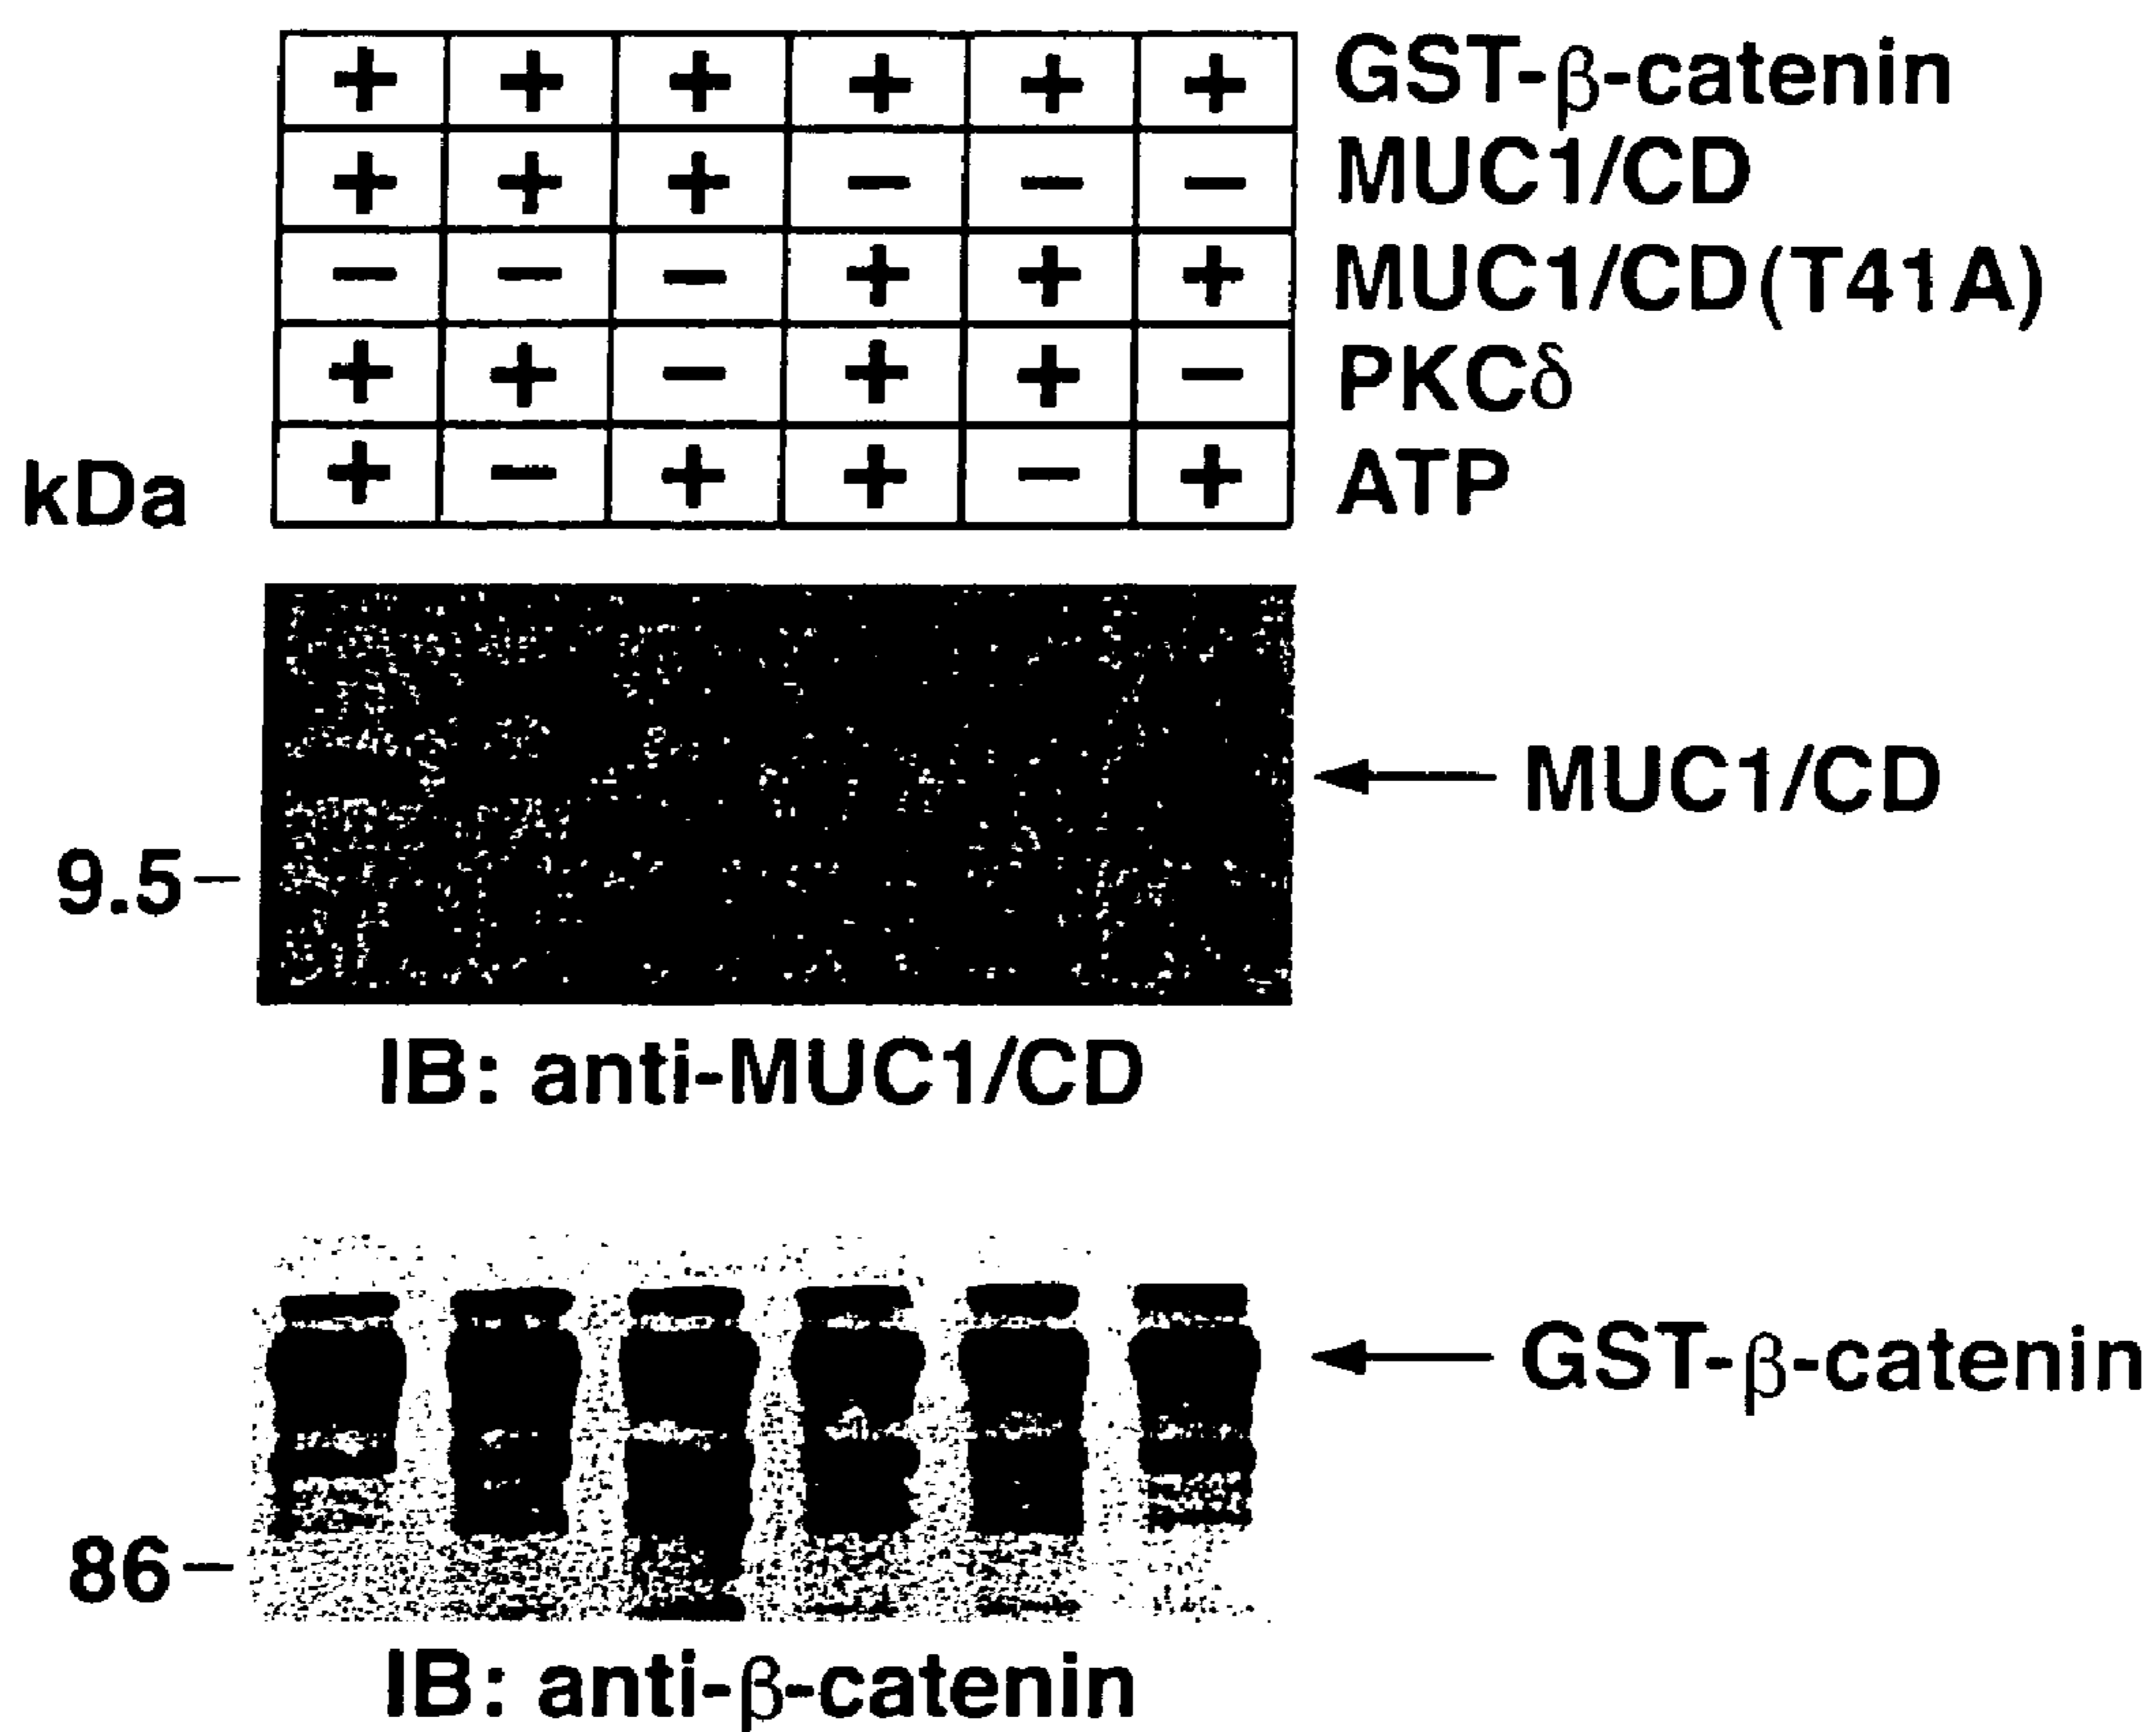 + + + + + + GST-β-catenin
+ + + − − − MUC1/CD
− − − + + + MUC1/CD(T41A)
+ + − + + − PKCδ
+ − + + − + ATP
kDa
MUC1/CD
9.5
IB: anti-MUC1/CD
GST-β-catenin
86
IB: anti-β-catenin